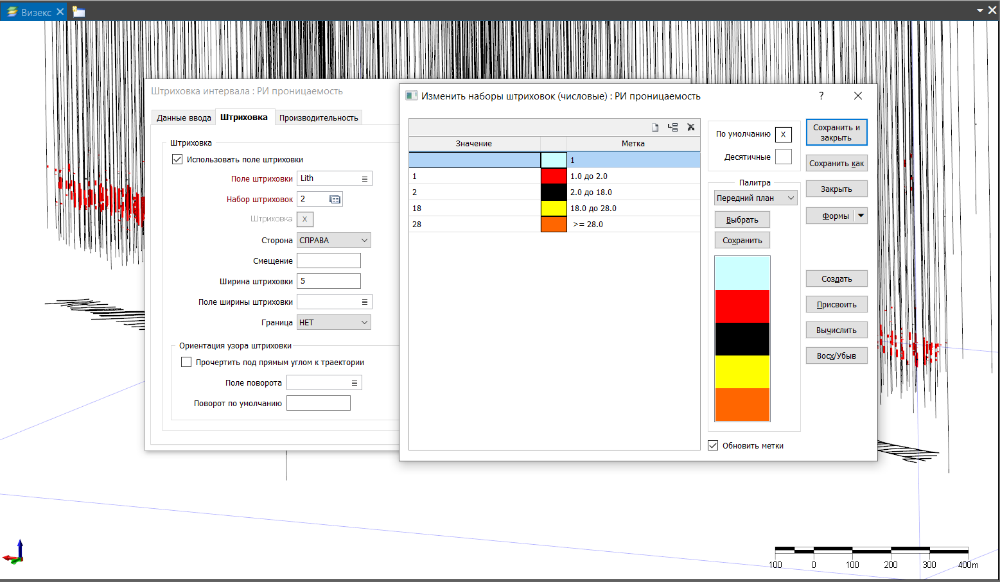 Визекс
Штриховка интервала : РИ проницаемость
Данные ввода
Штриховка
Производительность
Штриховка
Использовать поле штриховки
Поле штриховки
Lith
Набор штриховок
2
Штриховка
X
Сторона
СПРАВА
Смещение
Ширина штриховки
5
Поле ширины штриховки
Граница
НЕТ
Ориентация узора штриховки
Прочертить под прямым углом к траектории
Поле поворота
Поворот по умолчанию
Изменить наборы штриховок (числовые) : РИ проницаемость
?
Значение
Метка
1
1
1.0 до 2.0
2
2.0 до 18.0
18
18.0 до 28.0
28
>= 28.0
По умолчанию
X
Десятичные
Палитра
Передний план
Выбрать
Сохранить
Обновить метки
Сохранить и
закрыть
Сохранить как
Закрыть
Формы
Создать
Присвоить
Вычислить
Восх/Убыв
100
0
100
200
300
400m